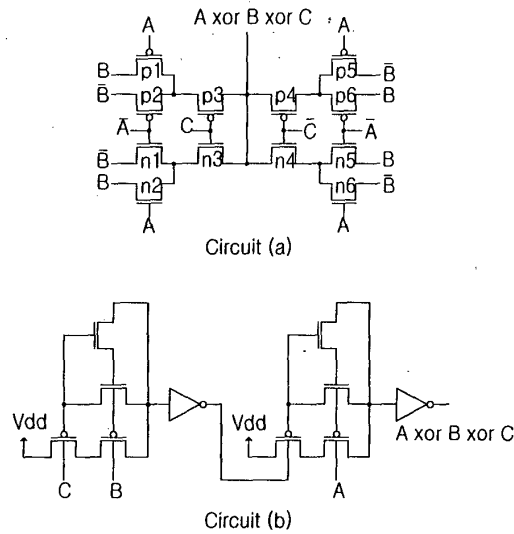 A A xor B xor C A
B p1 p5 B̅
B̅ p2 p3 p4 p6 B
A̅ C C̅ A̅
B̅ n1 n3 n4 n5 B
B n2 n6 B̅
A A
Circuit (a)
Vdd Vdd
A xor B xor C
C B A
Circuit (b)